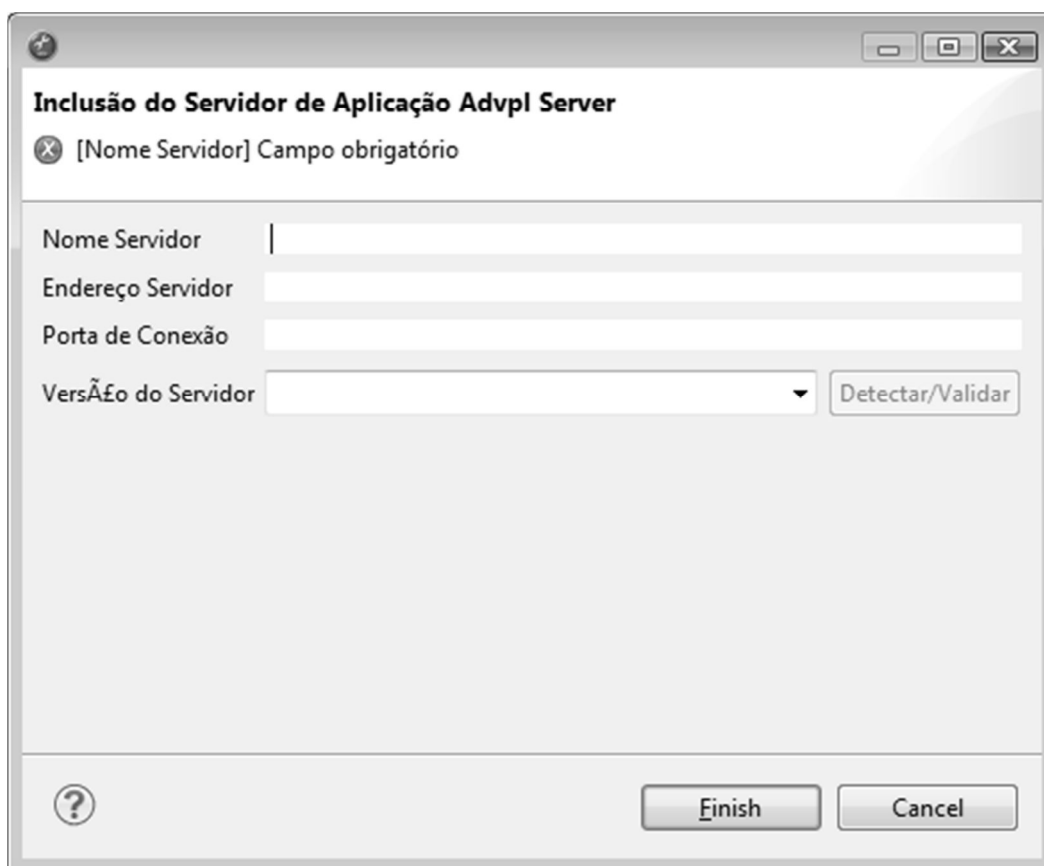 Inclusão do Servidor de Aplicação Advpl Server
[Nome Servidor] Campo obrigatório
Nome Servidor
Endereço Servidor
Porta de Conexão
VersÃ£o do Servidor
Detectar/Validar
Finish
Cancel